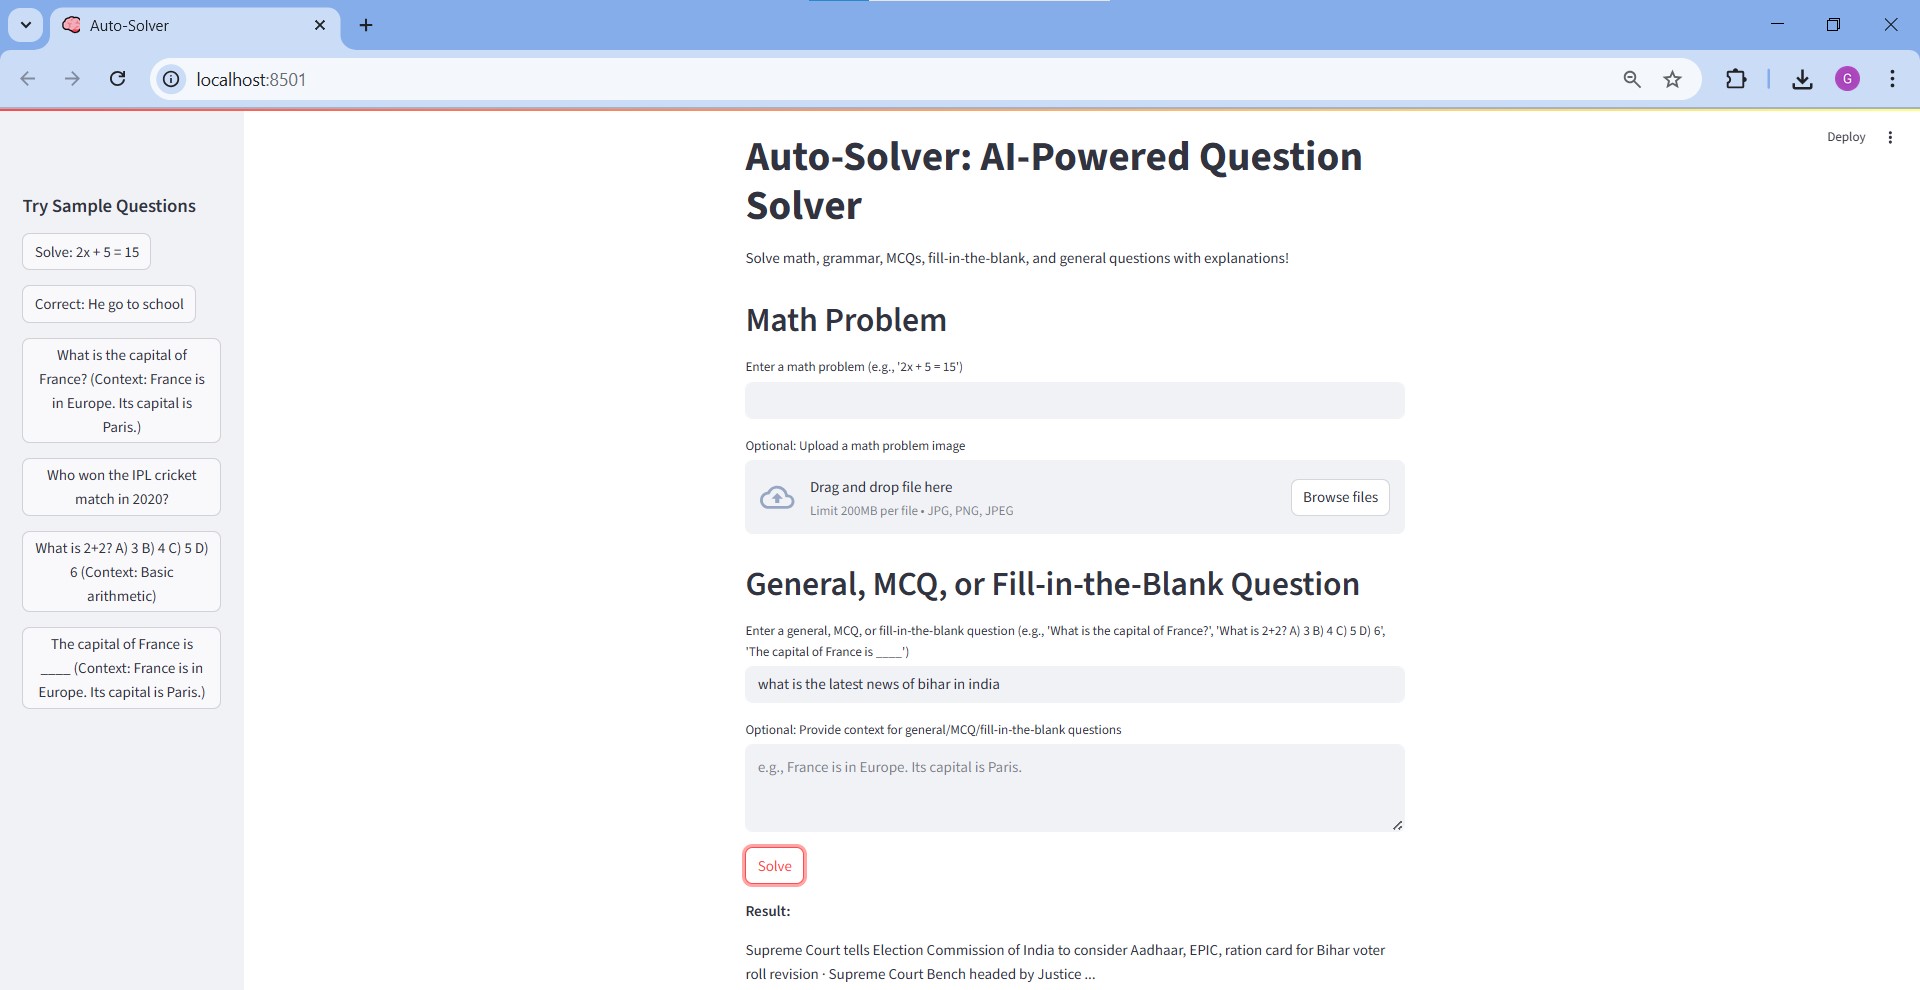 Auto-Solver
localhost:8501
G
Deploy
Try Sample Questions
Solve: 2x + 5 = 15
Correct: He go to school
What is the capital of
France? (Context: France is
in Europe. Its capital is
Paris.)
Who won the IPL cricket
match in 2020?
What is 2+2? A) 3 B) 4 C) 5 D)
6 (Context: Basic
arithmetic)
The capital of France is
____ (Context: France is in
Europe. Its capital is Paris.)
Auto-Solver: AI-Powered Question
Solver
Solve math, grammar, MCQs, fill-in-the-blank, and general questions with explanations!
Math Problem
Enter a math problem (e.g., '2x + 5 = 15')
Optional: Upload a math problem image
Drag and drop file here
Limit 200MB per file • JPG, PNG, JPEG
Browse files
General, MCQ, or Fill-in-the-Blank Question
Enter a general, MCQ, or fill-in-the-blank question (e.g., 'What is the capital of France?', 'What is 2+2? A) 3 B) 4 C) 5 D) 6',
'The capital of France is ____')
what is the latest news of bihar in india
Optional: Provide context for general/MCQ/fill-in-the-blank questions
e.g., France is in Europe. Its capital is Paris.
Solve
Result:
Supreme Court tells Election Commission of India to consider Aadhaar, EPIC, ration card for Bihar voter
roll revision · Supreme Court Bench headed by Justice ...